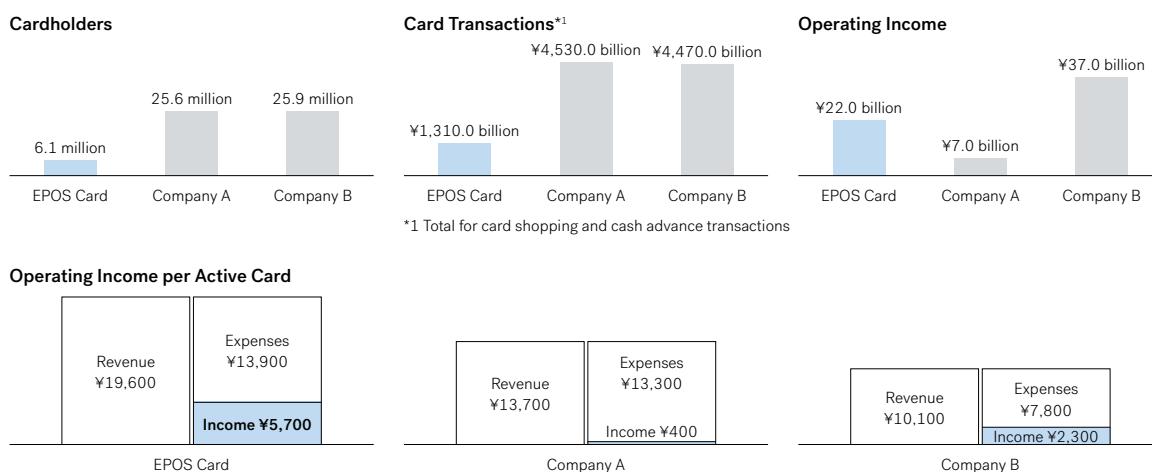 Cardholders
6.1 million
25.6 million
25.9 million
EPOS Card
Company A
Company B
Card Transactions*1
¥1,310.0 billion
¥4,530.0 billion
¥4,470.0 billion
EPOS Card
Company A
Company B
*1 Total for card shopping and cash advance transactions
Operating Income
¥22.0 billion
¥7.0 billion
¥37.0 billion
EPOS Card
Company A
Company B
Operating Income per Active Card
Revenue
¥19,600
Expenses
¥13,900
Income ¥5,700
EPOS Card
Revenue
¥13,700
Expenses
¥13,300
Income ¥400
Company A
Revenue
¥10,100
Expenses
¥7,800
Income ¥2,300
Company B